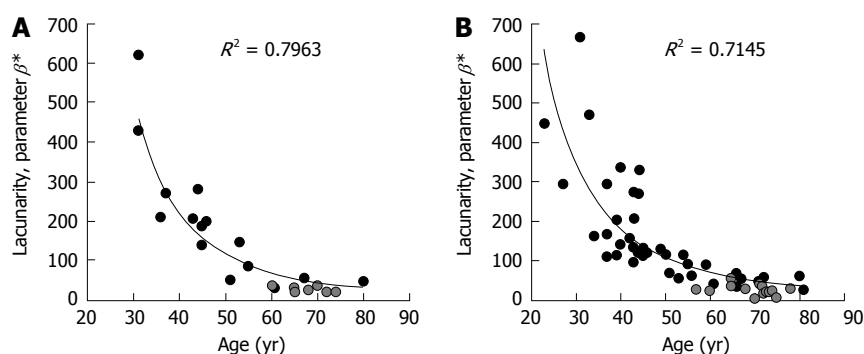 A
R² = 0.7963
Lacunarity, parameter β*
700
600
500
400
300
200
100
0
20 30 40 50 60 70 80 90
Age (yr)
B
R² = 0.7145
Lacunarity, parameter β*
700
600
500
400
300
200
100
0
20 30 40 50 60 70 80 90
Age (yr)